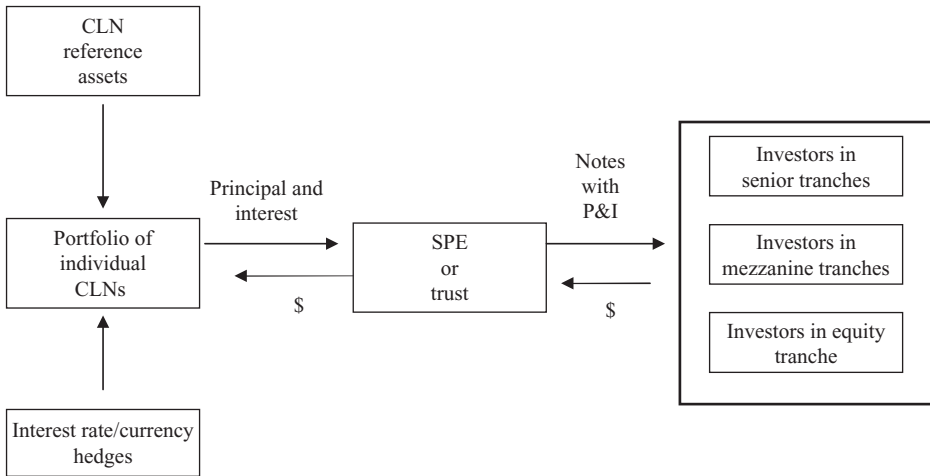 CLN
reference
assets
Portfolio of
individual
CLNs
Interest rate/currency
hedges
Principal and
interest
$
SPE
or
trust
Notes
with
P&I
$
Investors in
senior tranches
Investors in
mezzanine tranches
Investors in equity
tranche